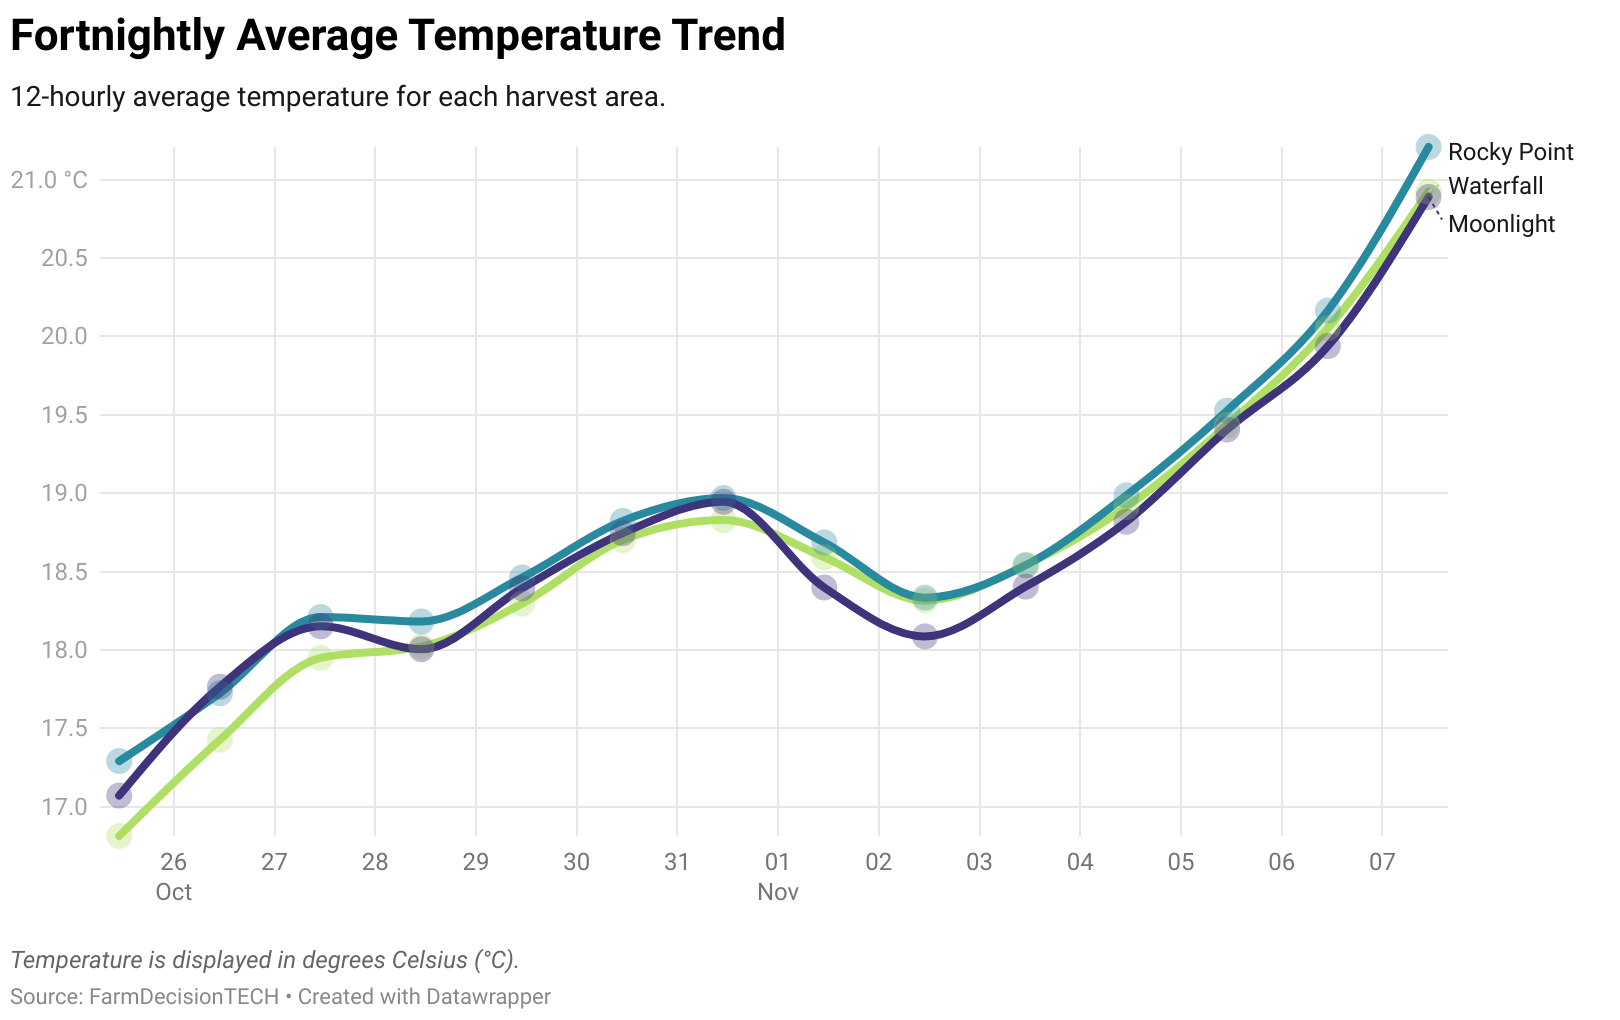 Fortnightly Average Temperature Trend
12-hourly average temperature for each harvest area.
Rocky Point
21.0 °C
Waterfall
Moonlight
20.5
20.0
19.5
19.0
18.5
18.0
17.5
17.0
26 27 28 29 30 31 01 02 03 04 05 06 07
Oct Nov
Temperature is displayed in degrees Celsius (°C).
Source: FarmDecisionTECH • Created with Datawrapper